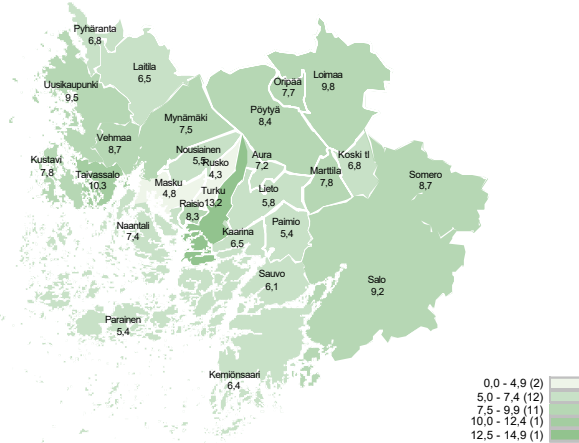 Pyhäranta
6,8
Laitila
6,5
Loimaa
9,8
Oripää
7,7
Uusikaupunki
9,5
Pöytyä
8,4
Mynämäki
7,5
Vehmaa
8,7
Nousiainen
5,5
Rusko
4,3
Aura
7,2
Koski tl
6,8
Kustavi
7,8
Taivassalo
10,3
Marttila
7,8
Somero
8,7
Masku
4,8
Turku
13,2
Lieto
5,8
Raisio
8,3
Naantali
7,4
Kaarina
6,5
Paimio
5,4
Sauvo
6,1
Salo
9,2
Parainen
5,4
Kemiönsaari
6,4
0,0 - 4,9 (2)
5,0 - 7,4 (12)
7,5 - 9,9 (11)
10,0 - 12,4 (1)
12,5 - 14,9 (1)